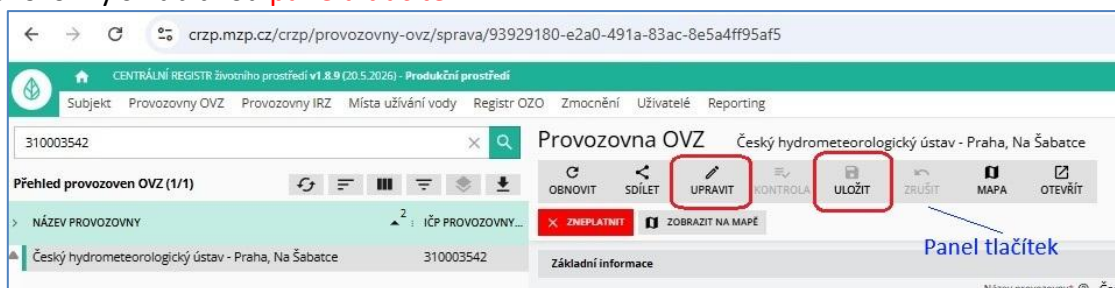 crzp.mzp.cz/crzp/provozovny-ovz/sprava/93929180-e2a0-491a-83ac-8e5a4ff95af5
CENTRÁLNÍ REGISTR životního prostředí v1.8.9 (20.5.2026) - Produkční prostředí
Subjekt Provozovny OVZ Provozovny IRZ Místa užívání vody Registr OZO Zmocnění Uživatelé Reporting
310003542
Provozovna OVZ Český hydrometeorologický ústav - Praha, Na Šabatce
Přehled provozoven OVZ (1/1)
OBNOVIT SDÍLET UPRAVIT KONTROLA ULOŽIT ZRUŠIT MAPA OTEVŘÍT
NÁZEV PROVOZOVNY 2 IČP PROVOZOVNY...
ZNEPLATNIT ZOBRAZIT NA MAPĚ
Panel tlačítek
Český hydrometeorologický ústav - Praha, Na Šabatce 310003542
Základní informace